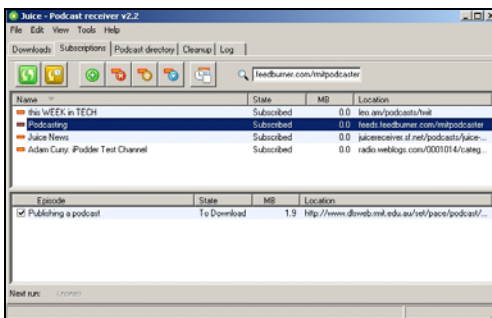 Juice - Podcast receiver v2.2
File Edit View Tools Help
Downloads Subscriptions Podcast directory Cleanup Log
feedburner.com/rmitpodcaster
Name State MB Location
this WEEK in TECH Subscribed 0.0 leo.am/podcasts/twit
Podcasting Subscribed 0.0 feeds.feedburner.com/rmitpodcaster
Juice News Subscribed 0.0 juicereceiver.sf.net/podcasts/juice-...
Adam Curry: iPodder Test Channel Subscribed 0.0 radio.weblogs.com/0001014/categ...
Episode State MB Location
Publishing a podcast To Download 1.9 http://www.dlsweb.rmit.edu.au/set/pace/podcast/...
Next run: <none>